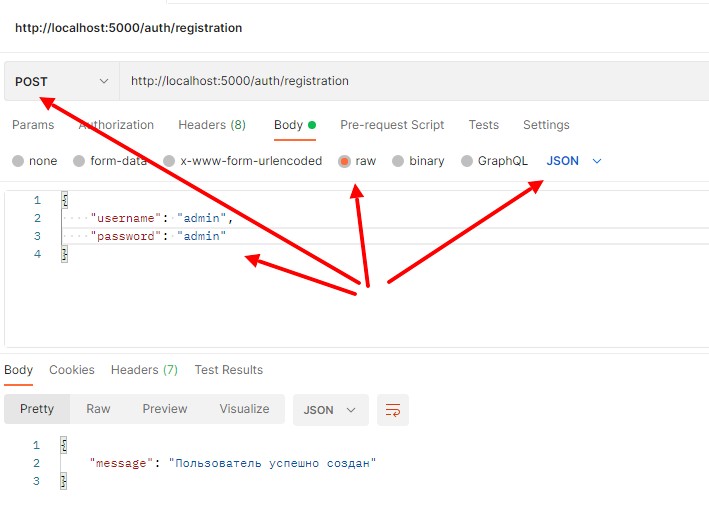 http://localhost:5000/auth/registration
POST http://localhost:5000/auth/registration
Params Authorization Headers (8) Body Pre-request Script Tests Settings
none form-data x-www-form-urlencoded raw binary GraphQL JSON
1 {
2 "username": "admin",
3 "password": "admin"
4 }
Body Cookies Headers (7) Test Results
Pretty Raw Preview Visualize JSON
1 {
2 "message": "Пользователь успешно создан"
3 }